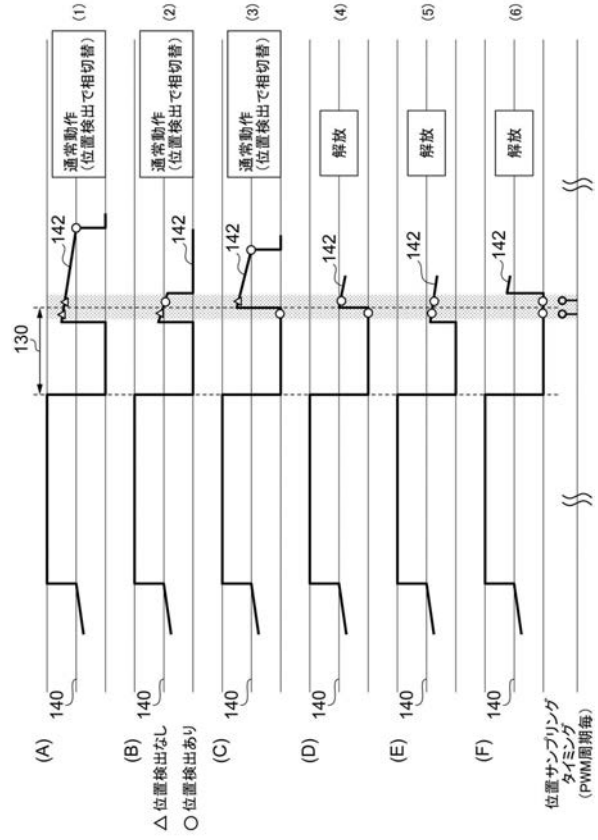 130
(A)
140
142
通常動作
(位置検出で相切替)
(1)
(B)
△ 位置検出なし
○ 位置検出あり
140
142
通常動作
(位置検出で相切替)
(2)
(C)
140
142
通常動作
(位置検出で相切替)
(3)
(D)
140
142
解放
(4)
(E)
140
142
解放
(5)
(F)
140
142
解放
(6)
位置サンプリング
タイミング
(PWM周期毎)